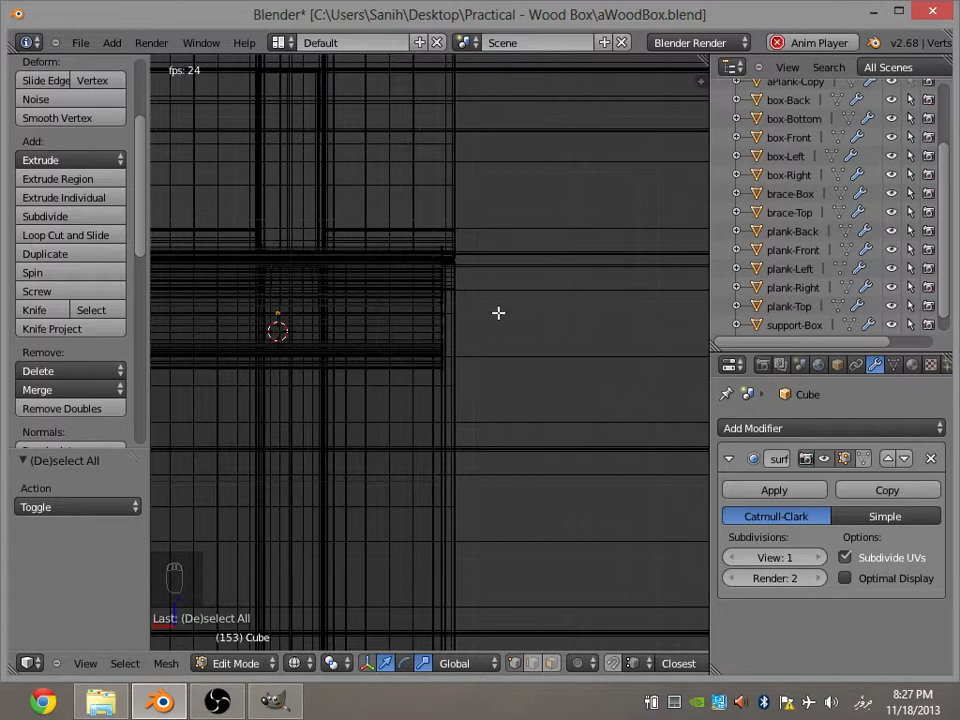 Blender* [C:\Users\Sanih\Desktop\Practical - Wood Box\aWoodBox.blend]
File Add Render Window Help Default Scene Blender Render Anim Player v2.68 | Verts
Deform:
Slide Edge Vertex
Noise
Smooth Vertex
Add:
Extrude
Extrude Region
Extrude Individual
Subdivide
Loop Cut and Slide
Duplicate
Spin
Screw
Knife Select
Knife Project
Remove:
Delete
Merge
Remove Doubles
Normals:
(De)select All
Action
Toggle
fps: 24
Last: (De)select All
(153) Cube
View Select Mesh Edit Mode Global Closest
View Search All Scenes
aPlank-Copy
box-Back
box-Bottom
box-Front
box-Left
box-Right
brace-Box
brace-Top
plank-Back
plank-Front
plank-Left
plank-Right
plank-Top
support-Box
Cube
Add Modifier
surf
Apply Copy
Catmull-Clark Simple
Subdivisions: Options:
View: 1 Subdivide UVs
Render: 2 Optimal Display
8:27 PM
11/18/2013